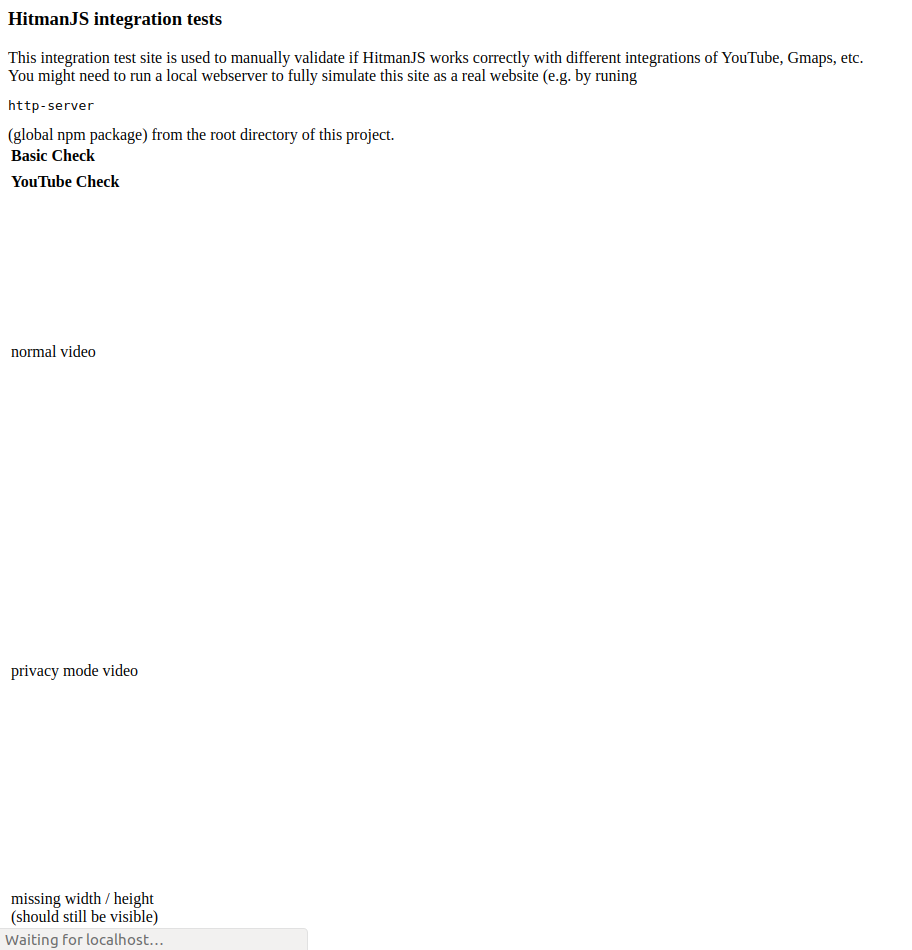 HitmanJS integration tests
This integration test site is used to manually validate if HitmanJS works correctly with different integrations of YouTube, Gmaps, etc.
You might need to run a local webserver to fully simulate this site as a real website (e.g. by runing
http-server
(global npm package) from the root directory of this project.
Basic Check
YouTube Check
normal video
privacy mode video
missing width / height
(should still be visible)
Waiting for localhost…